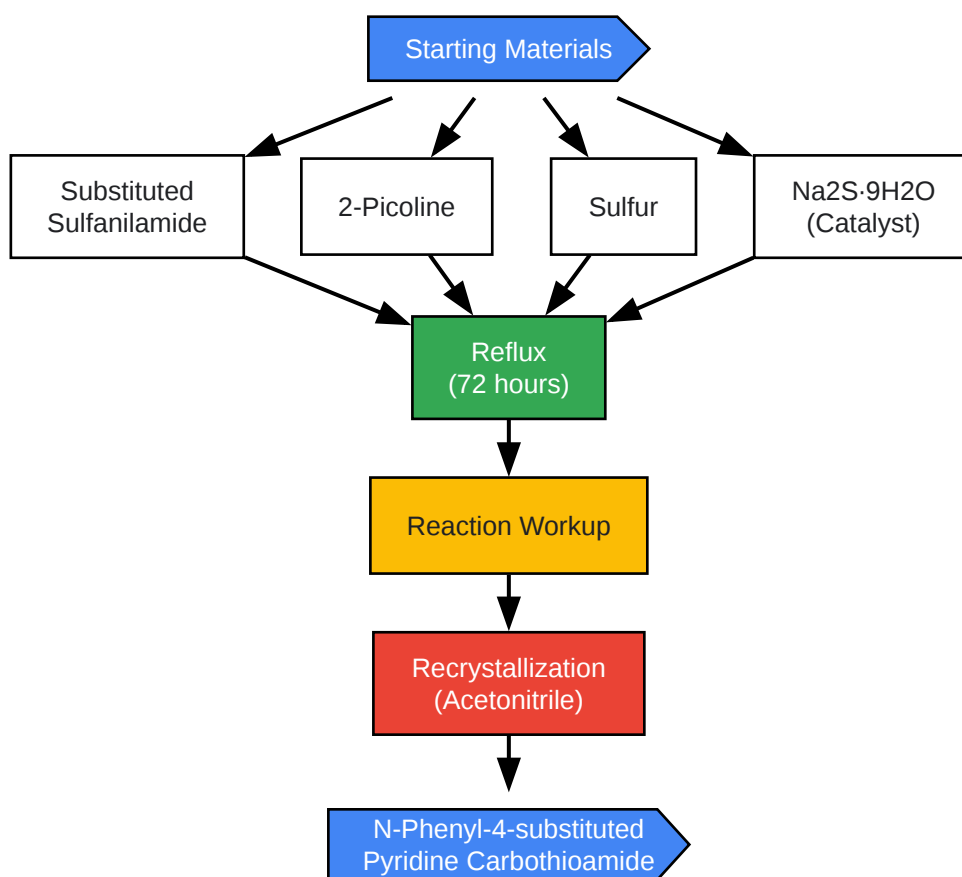 Starting Materials
Substituted
Sulfanilamide
2-Picoline
Sulfur
Na2S·9H2O
(Catalyst)
Reflux
(72 hours)
Reaction Workup
Recrystallization
(Acetonitrile)
N-Phenyl-4-substituted
Pyridine Carbothioamide